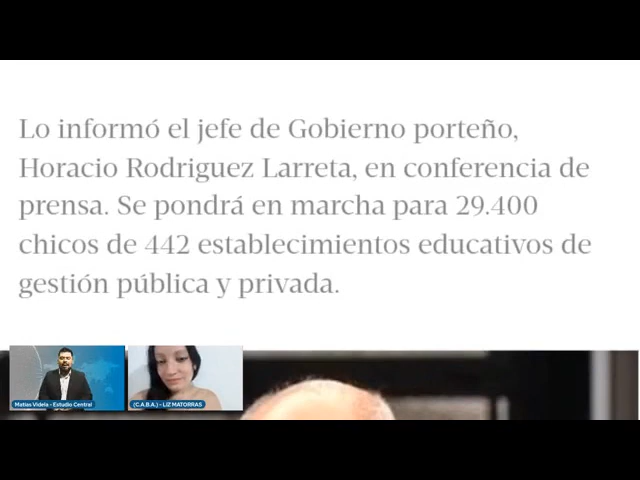 Lo informó el jefe de Gobierno porteño,
Horacio Rodriguez Larreta, en conferencia de
prensa. Se pondrá en marcha para 29.400
chicos de 442 establecimientos educativos de
gestión pública y privada.
Matias Videla - Estudio Central
(C.A.B.A.) - LIZ MATORRAS